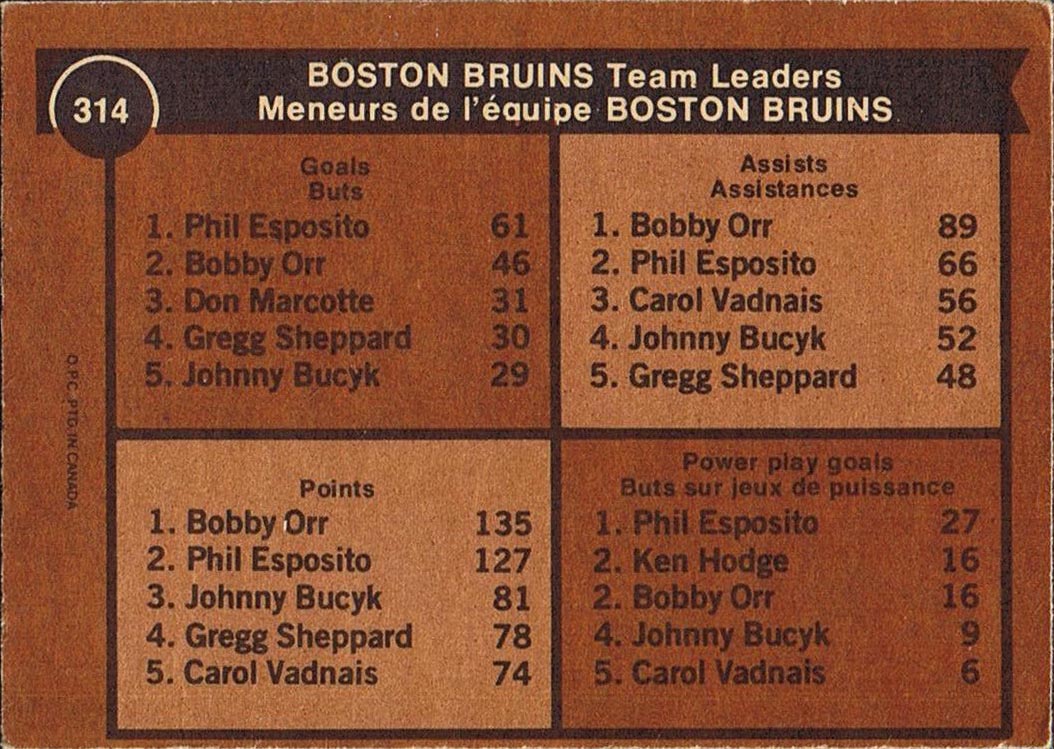 314
BOSTON BRUINS Team Leaders
Meneurs de l'équipe BOSTON BRUINS
Goals
Buts
1. Phil Esposito 61
2. Bobby Orr 46
3. Don Marcotte 31
4. Gregg Sheppard 30
5. Johnny Bucyk 29
Assists
Assistances
1. Bobby Orr 89
2. Phil Esposito 66
3. Carol Vadnais 56
4. Johnny Bucyk 52
5. Gregg Sheppard 48
Points
1. Bobby Orr 135
2. Phil Esposito 127
3. Johnny Bucyk 81
4. Gregg Sheppard 78
5. Carol Vadnais 74
Power play goals
Buts sur jeux de puissance
1. Phil Esposito 27
2. Ken Hodge 16
2. Bobby Orr 16
4. Johnny Bucyk 9
5. Carol Vadnais 6
O.P.C. PTD. IN CANADA